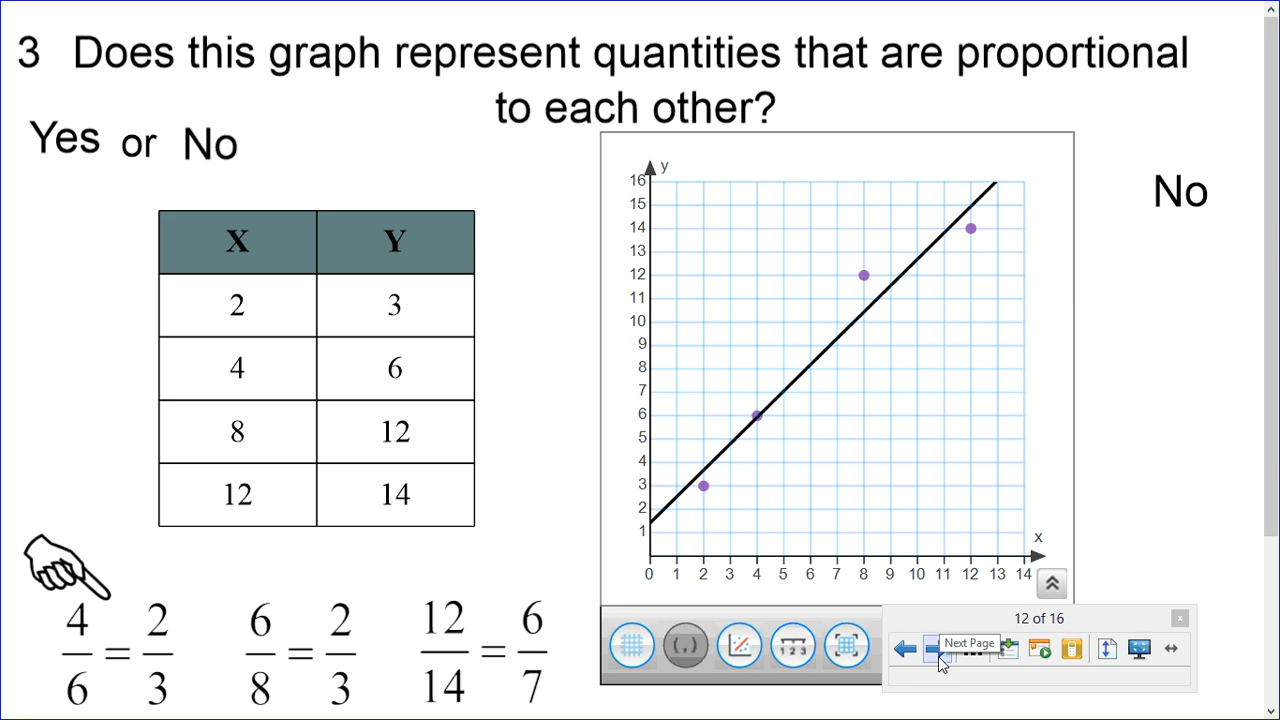 3 Does this graph represent quantities that are proportional
to each other?
Yes or No
No
X Y
2 3
4 6
8 12
12 14
4/6 = 2/3 6/8 = 2/3 12/14 = 6/7
y
16
15
14
13
12
11
10
9
8
7
6
5
4
3
2
1
x
0 1 2 3 4 5 6 7 8 9 10 11 12 13 14
(,)
1 2 3
12 of 16
x
Next Page